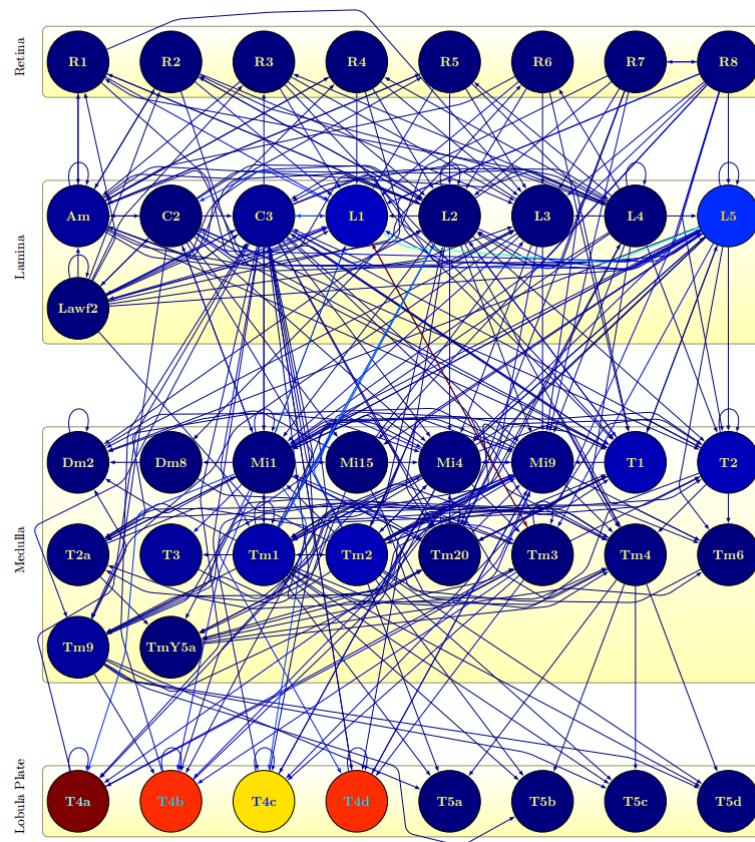 Retina
R1 R2 R3 R4 R5 R6 R7 R8
Lamina
Am C2 C3 L1 L2 L3 L4 L5
Lawf2
Medulla
Dm2 Dm8 Mi1 Mi15 Mi4 Mi9 T1 T2
T2a T3 Tm1 Tm2 Tm20 Tm3 Tm4 Tm6
Tm9 TmY5a
Lobula Plate
T4a T4b T4c T4d T5a T5b T5c T5d